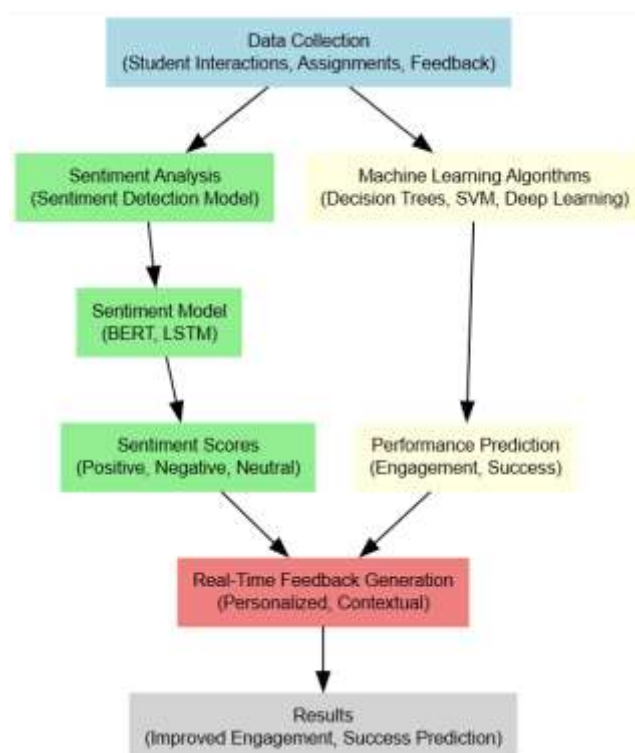 Data Collection
(Student Interactions, Assignments, Feedback)
Sentiment Analysis
(Sentiment Detection Model)
Machine Learning Algorithms
(Decision Trees, SVM, Deep Learning)
Sentiment Model
(BERT, LSTM)
Sentiment Scores
(Positive, Negative, Neutral)
Performance Prediction
(Engagement, Success)
Real-Time Feedback Generation
(Personalized, Contextual)
Results
(Improved Engagement, Success Prediction)